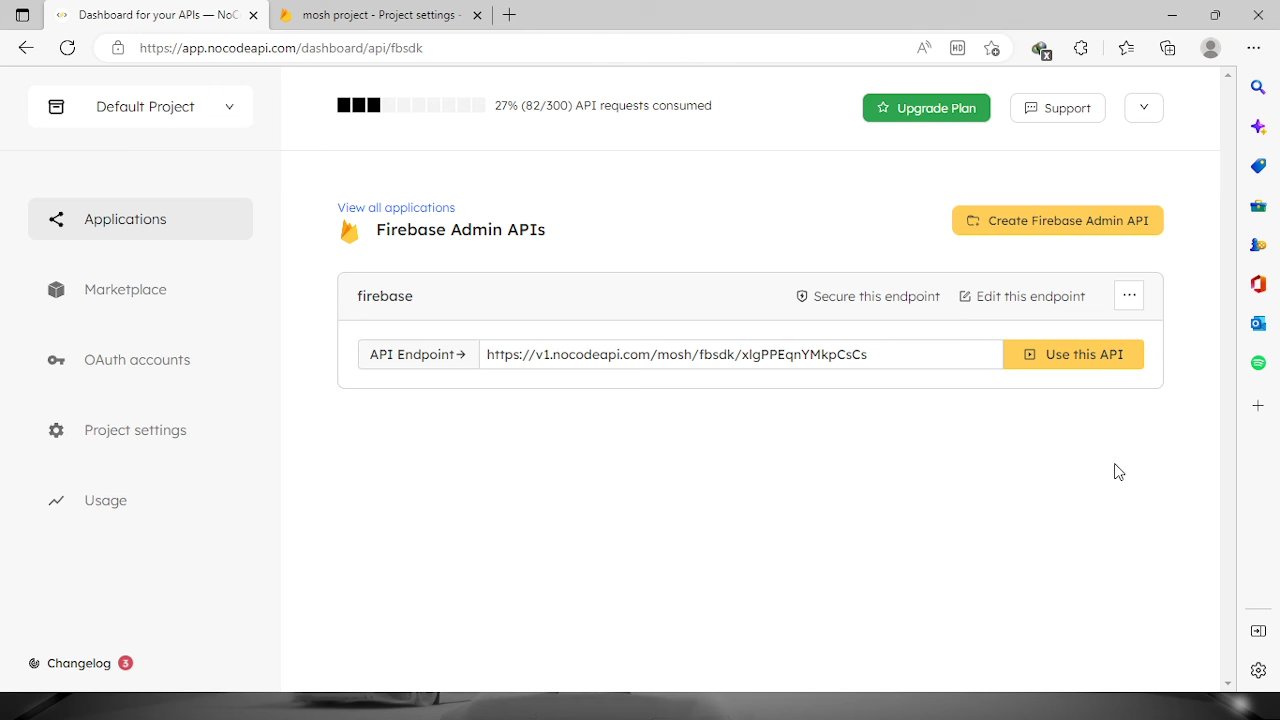 Dashboard for your APIs — NoC
mosh project - Project settings -
https://app.nocodeapi.com/dashboard/api/fbsdk
HD
x
Default Project
27% (82/300) API requests consumed
Upgrade Plan
Support
Applications
View all applications
Firebase Admin APIs
Create Firebase Admin API
Marketplace
firebase
Secure this endpoint
Edit this endpoint
API Endpoint→
https://v1.nocodeapi.com/mosh/fbsdk/xlgPPEqnYMkpCsCs
Use this API
OAuth accounts
Project settings
Usage
Changelog 3